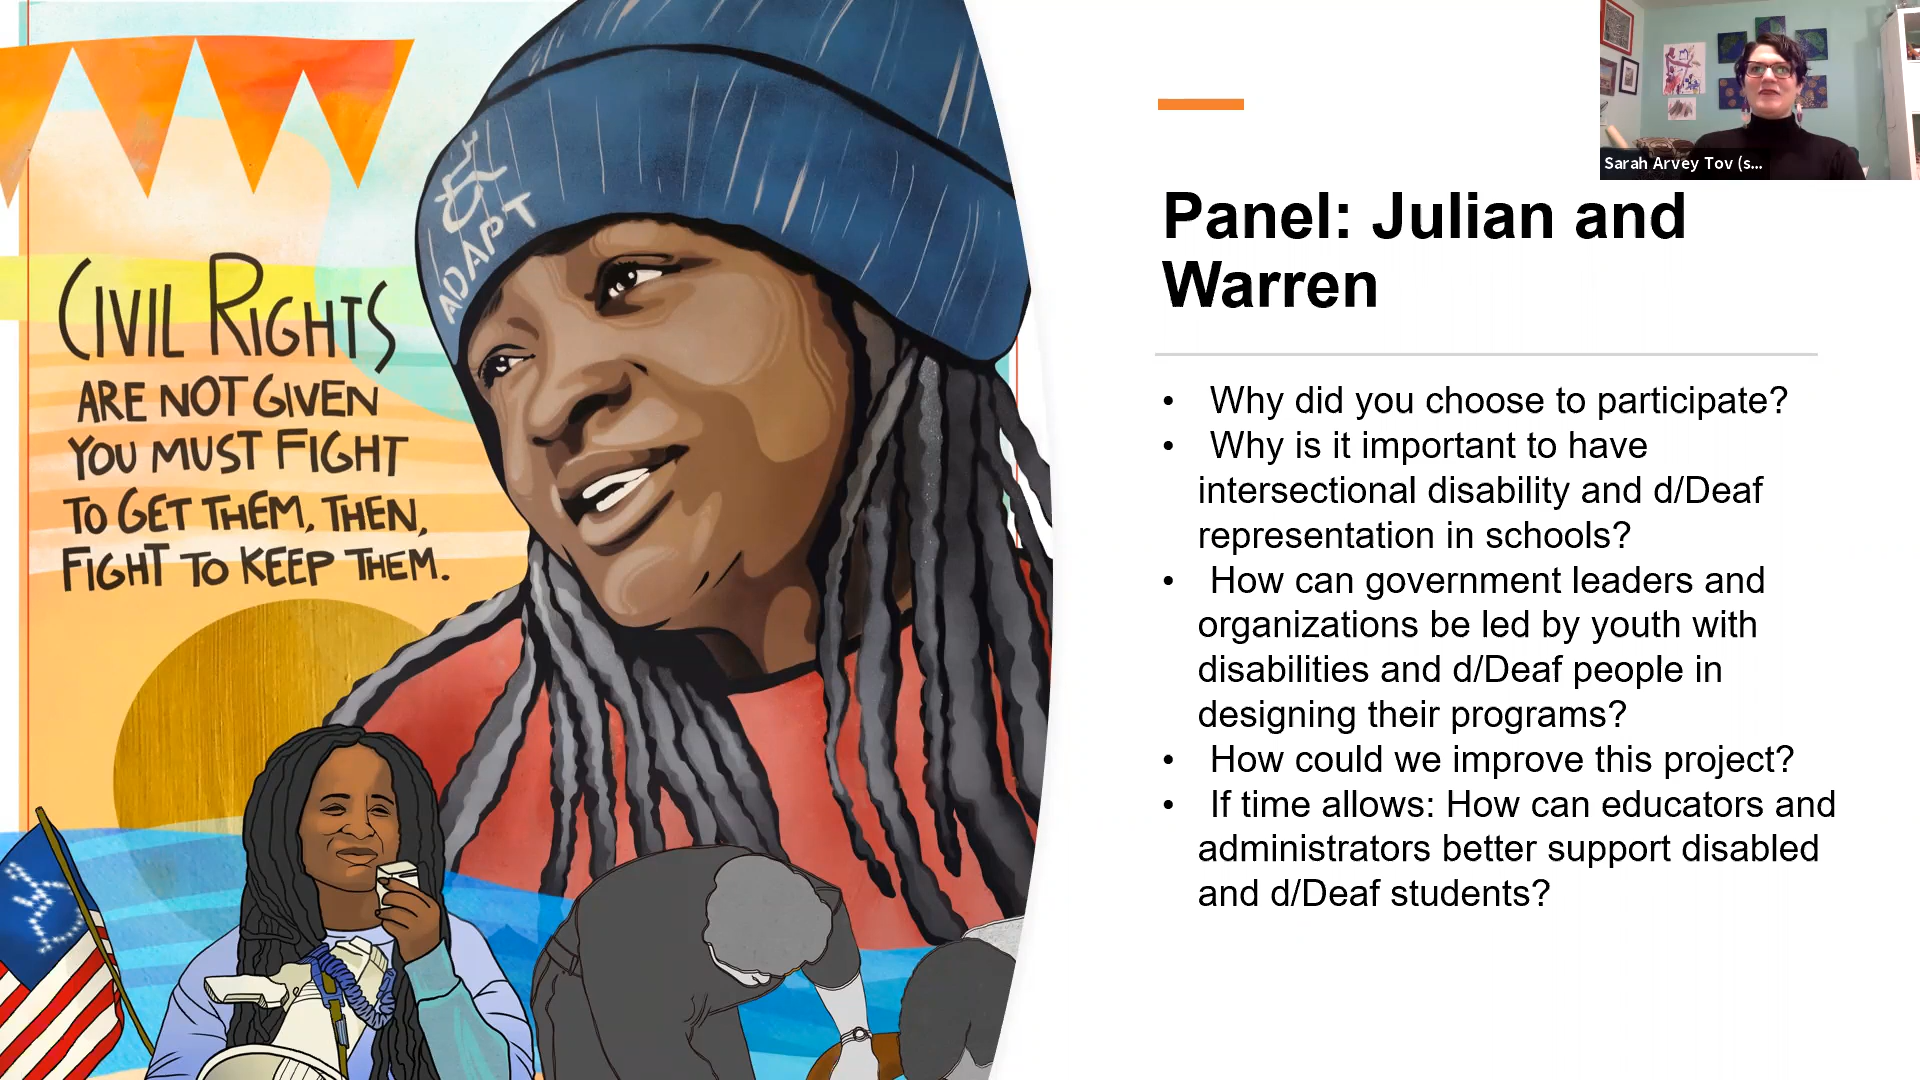 CIVIL RIGHTS
ARE NOT GIVEN
YOU MUST FIGHT
TO GET THEM, THEN,
FIGHT TO KEEP THEM.
ADAPT
Sarah Arvey Tov (s...
Panel: Julian and
Warren
• Why did you choose to participate?
• Why is it important to have
intersectional disability and d/Deaf
representation in schools?
• How can government leaders and
organizations be led by youth with
disabilities and d/Deaf people in
designing their programs?
• How could we improve this project?
• If time allows: How can educators and
administrators better support disabled
and d/Deaf students?